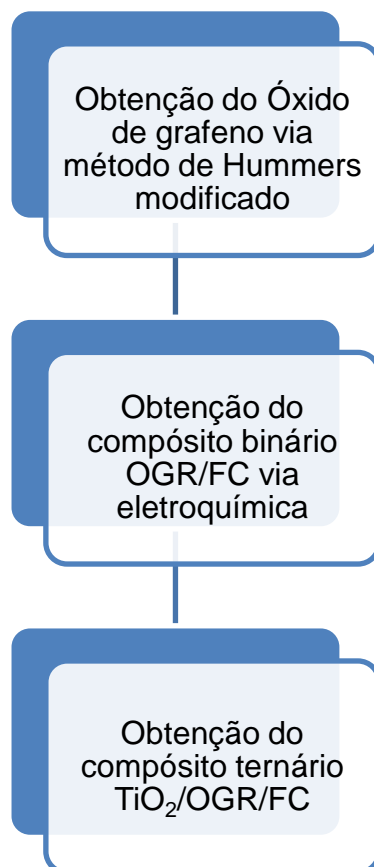 Obtenção do Óxido
de grafeno via
método de Hummers
modificado
Obtenção do
compósito binário
OGR/FC via
eletroquímica
Obtenção do
compósito ternário
TiO₂/OGR/FC